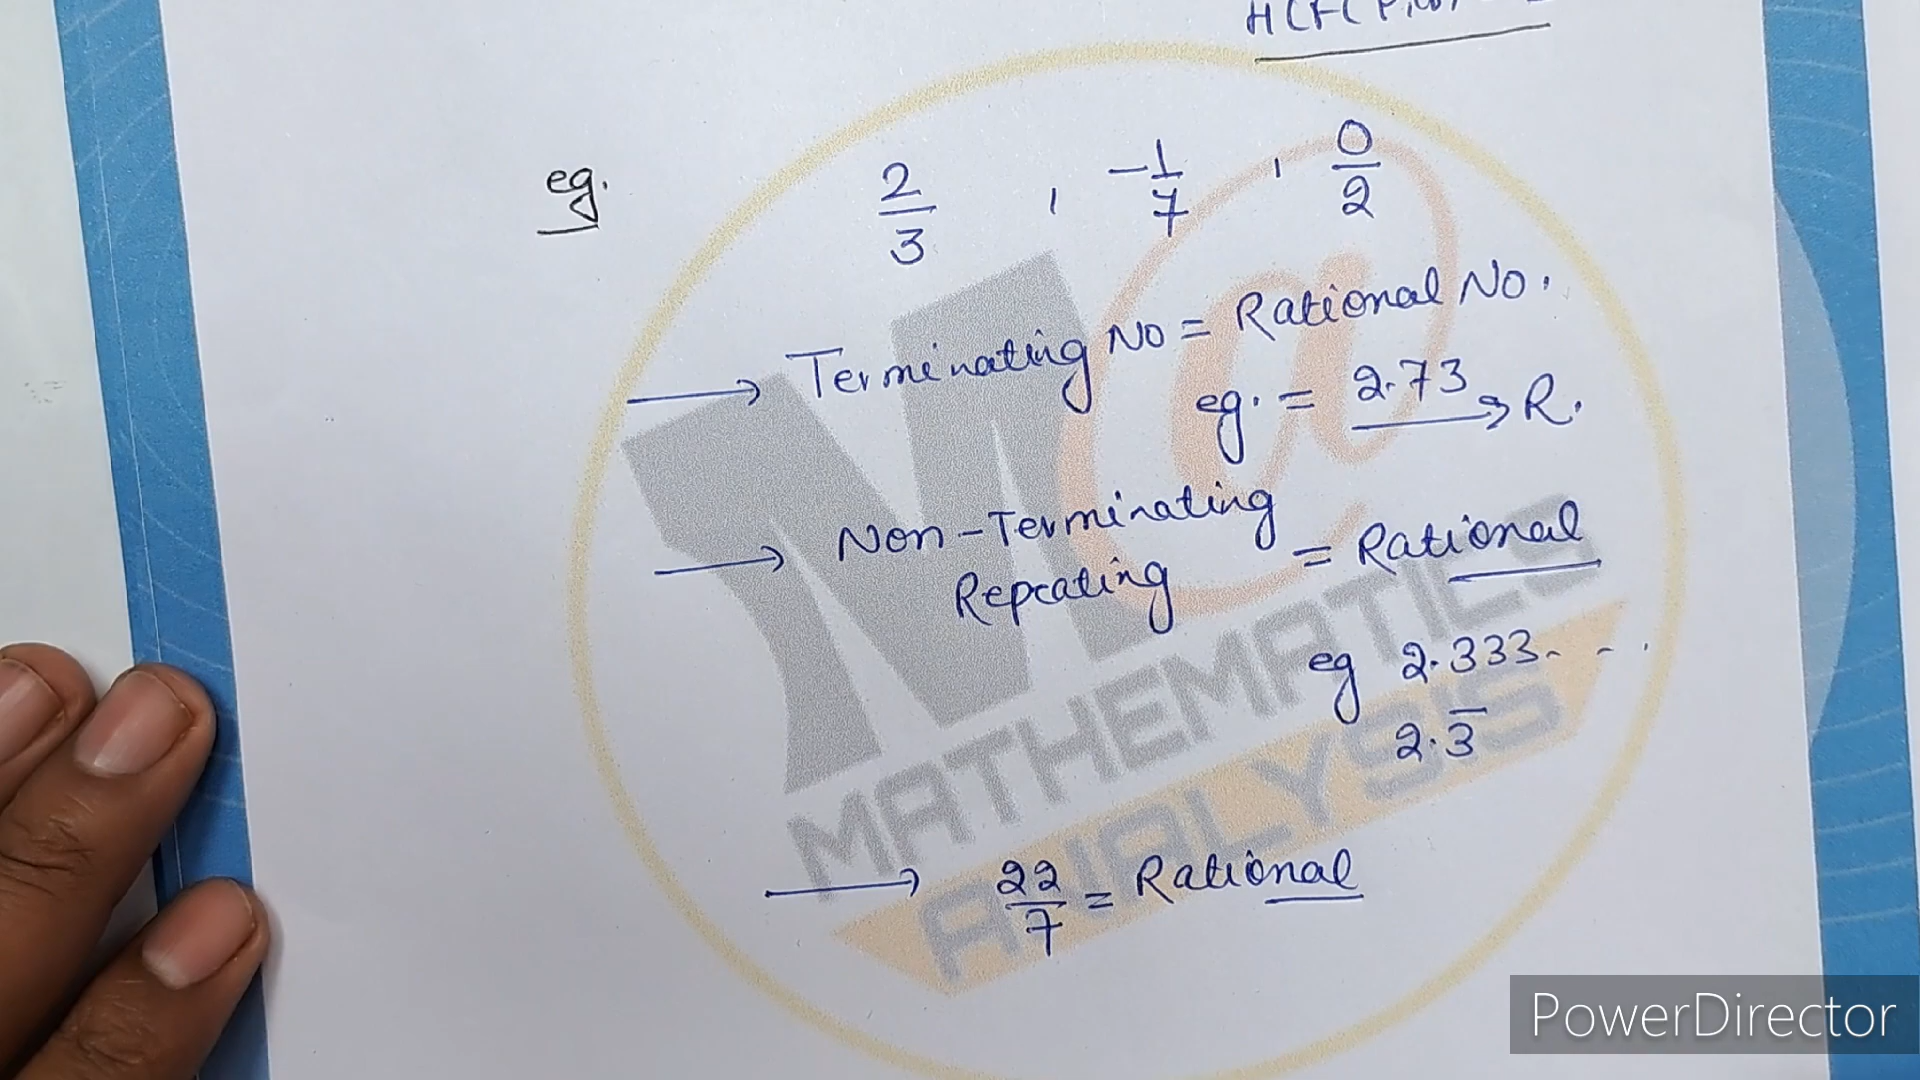 eg. 2/3 , -1/7 , 0/2
→ Terminating No = Rational No.
eg. = 2.73 → R.
→ Non-Terminating
Repeating = Rational
eg 2.333- - .
2.3̅
→ 22/7 = Rational
MATHEMATICS
ANALYSIS
PowerDirector